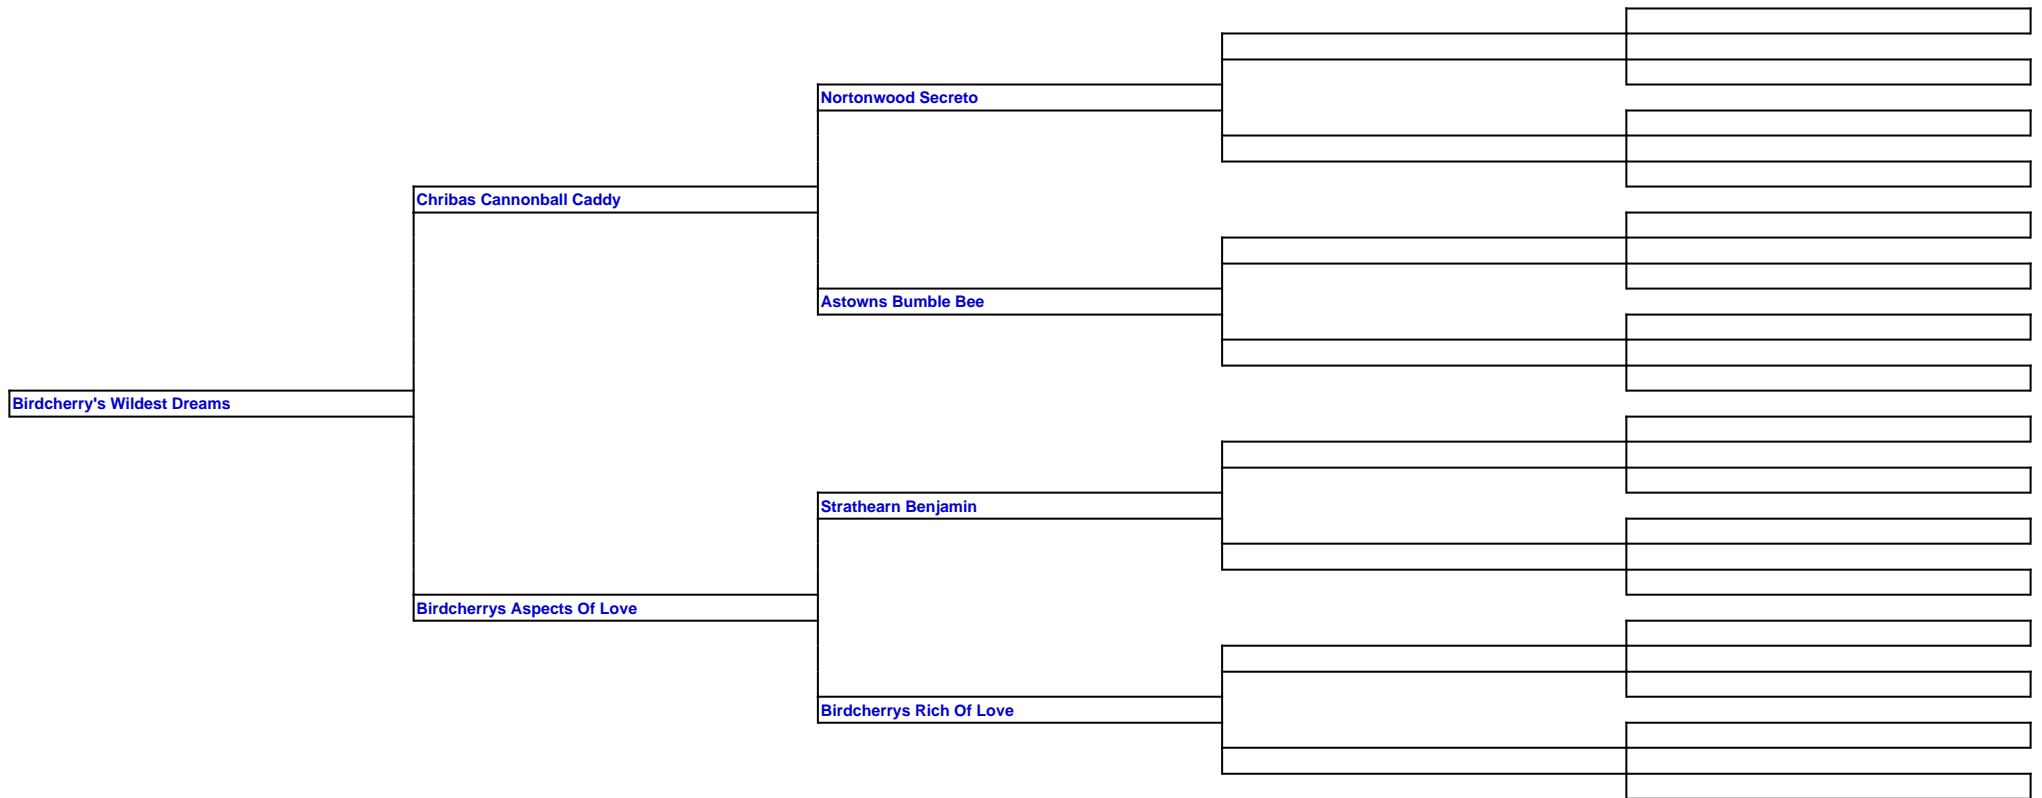 Nortonwood Secreto
Chribas Cannonball Caddy
Astowns Bumble Bee
Birdcherry's Wildest Dreams
Strathearn Benjamin
Birdcherrys Aspects Of Love
Birdcherrys Rich Of Love